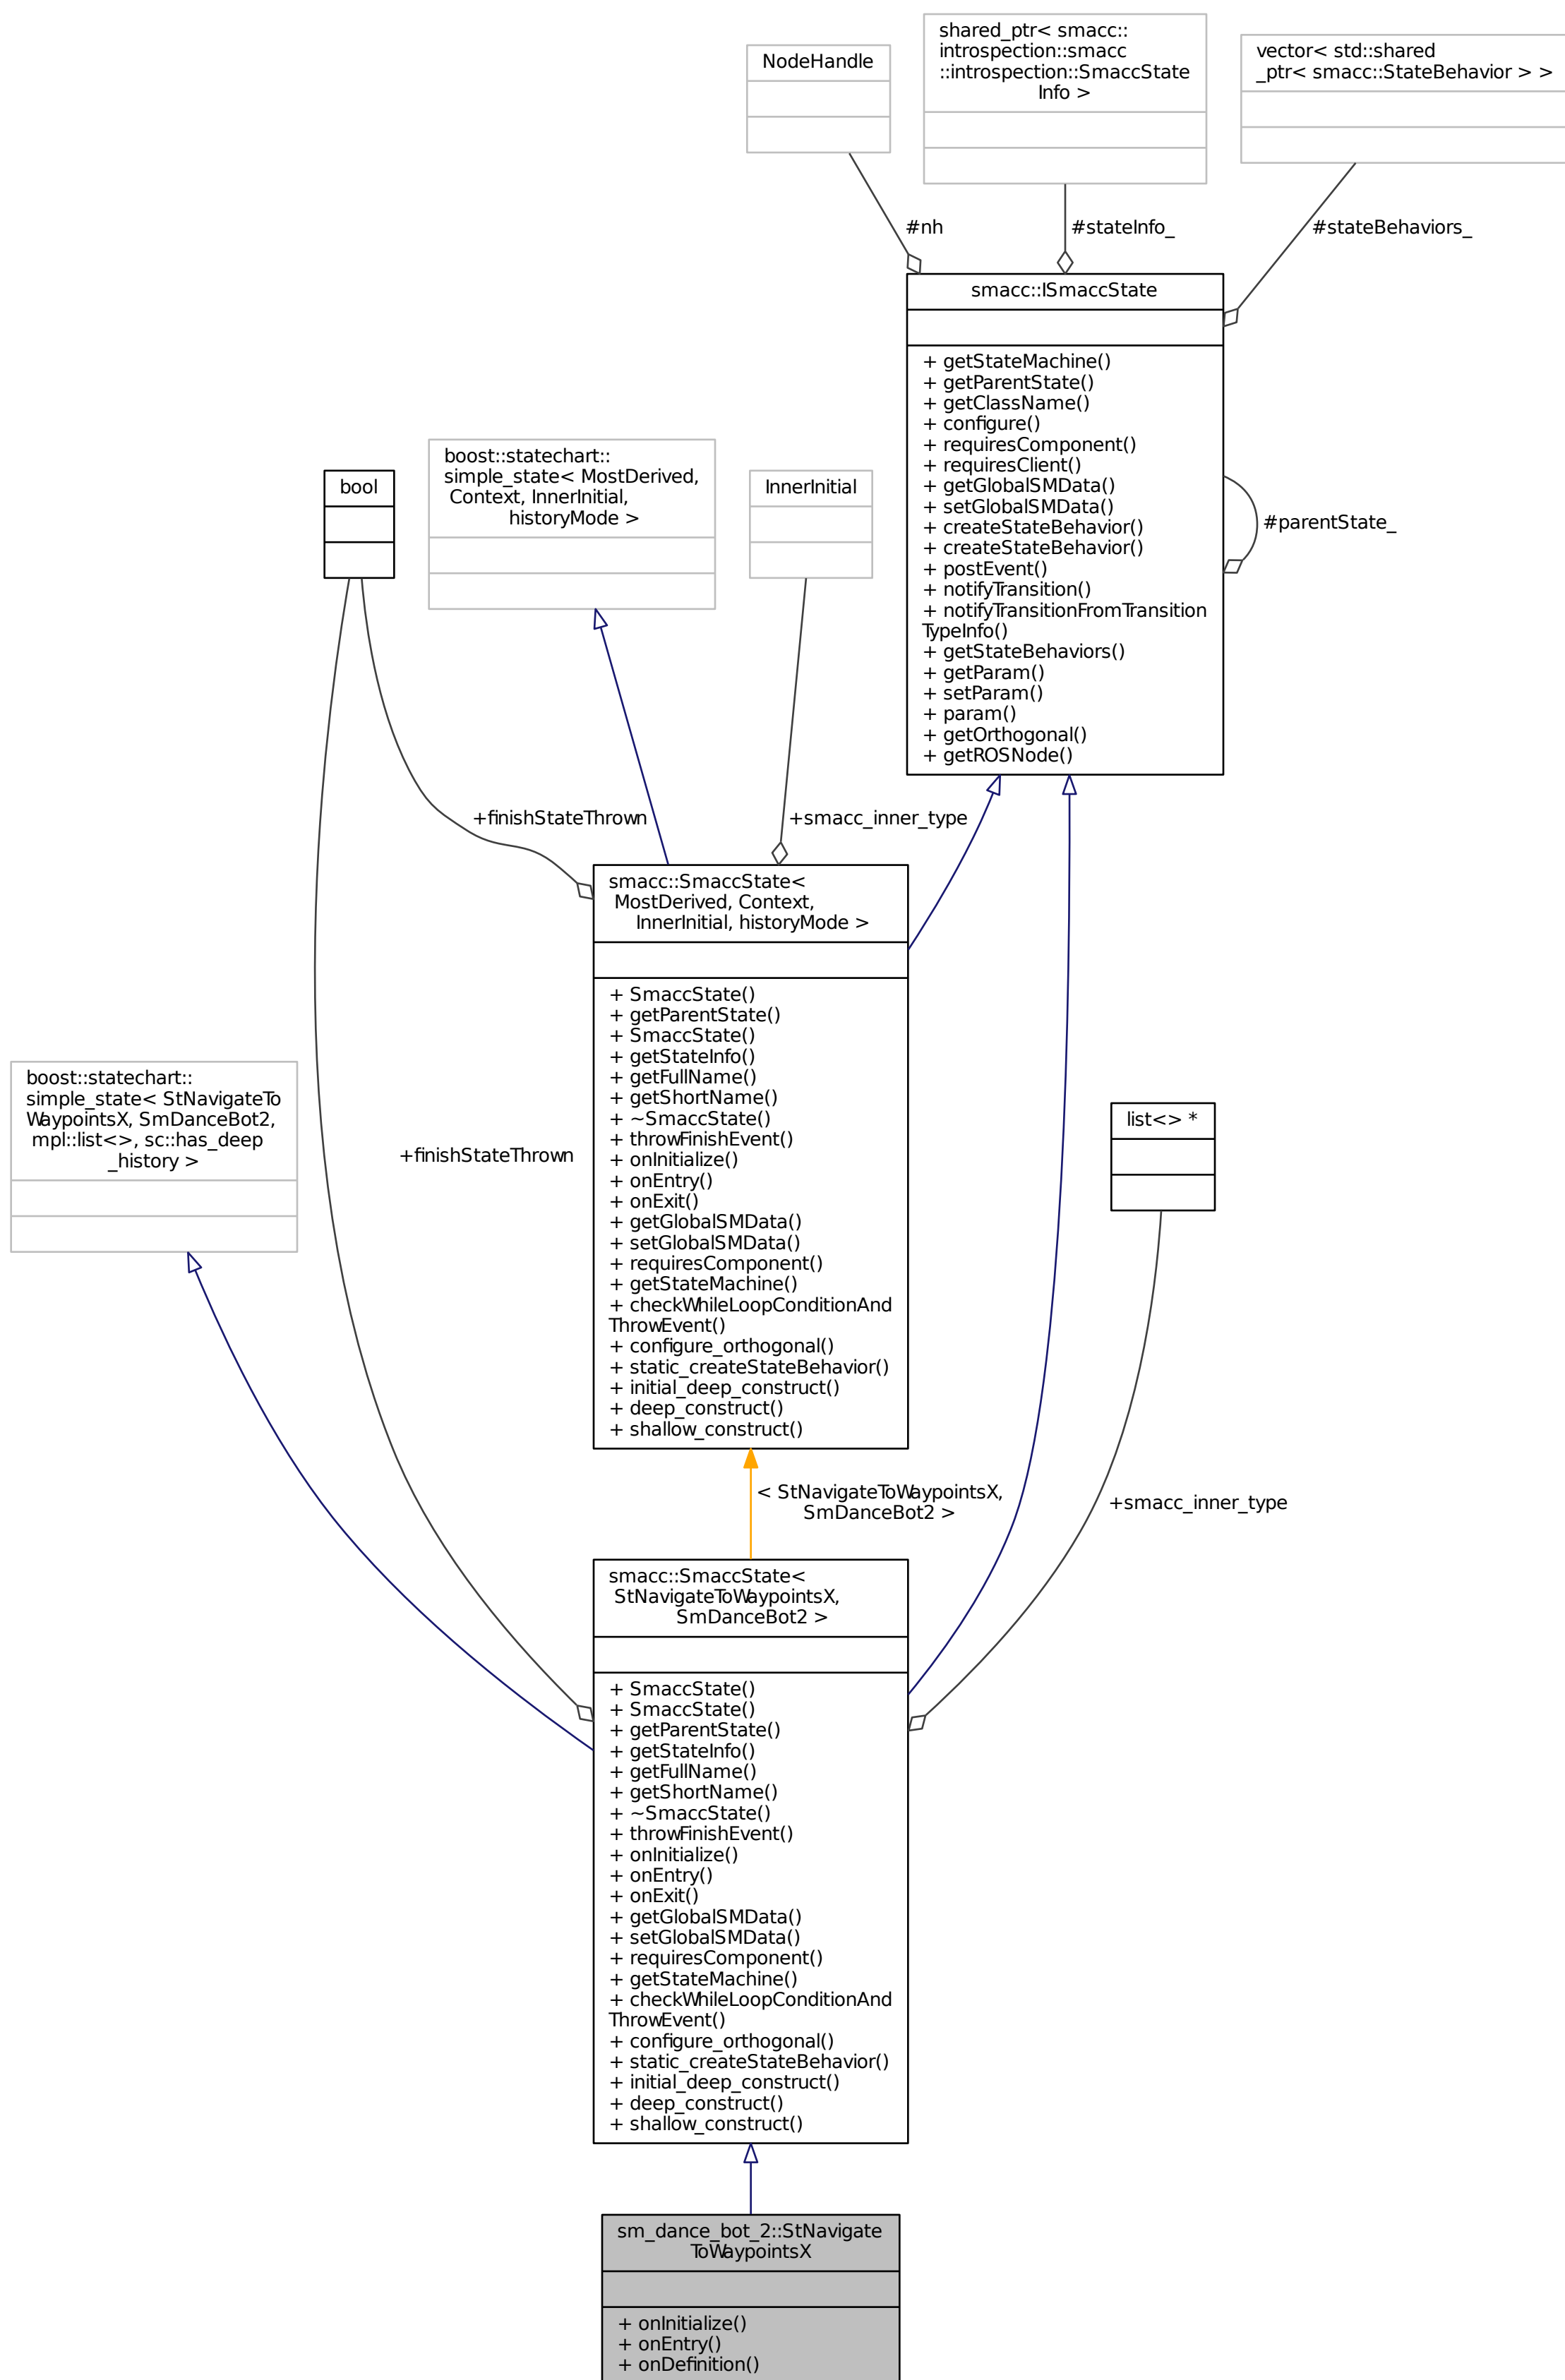 NodeHandle
shared_ptr< smacc::
introspection::smacc
::introspection::SmaccState
Info >
vector< std::shared
_ptr< smacc::StateBehavior > >
#nh
#stateInfo_
#stateBehaviors_
smacc::ISmaccState
+ getStateMachine()
+ getParentState()
+ getClassName()
+ configure()
+ requiresComponent()
+ requiresClient()
+ getGlobalSMData()
+ setGlobalSMData()
+ createStateBehavior()
+ createStateBehavior()
+ postEvent()
+ notifyTransition()
+ notifyTransitionFromTransition
TypeInfo()
+ getStateBehaviors()
+ getParam()
+ setParam()
+ param()
+ getOrthogonal()
+ getROSNode()
#parentState_
bool
boost::statechart::
simple_state< MostDerived,
Context, InnerInitial,
historyMode >
InnerInitial
+finishStateThrown
+smacc_inner_type
smacc::SmaccState<
MostDerived, Context,
InnerInitial, historyMode >
+ SmaccState()
+ getParentState()
+ SmaccState()
+ getStateInfo()
+ getFullName()
+ getShortName()
+ ~SmaccState()
+ throwFinishEvent()
+ onInitialize()
+ onEntry()
+ onExit()
+ getGlobalSMData()
+ setGlobalSMData()
+ requiresComponent()
+ getStateMachine()
+ checkWhileLoopConditionAnd
ThrowEvent()
+ configure_orthogonal()
+ static_createStateBehavior()
+ initial_deep_construct()
+ deep_construct()
+ shallow_construct()
boost::statechart::
simple_state< StNavigateTo
WaypointsX, SmDanceBot2,
mpl::list<>, sc::has_deep
_history >
+finishStateThrown
list<> *
< StNavigateToWaypointsX,
SmDanceBot2 >
+smacc_inner_type
smacc::SmaccState<
StNavigateToWaypointsX,
SmDanceBot2 >
+ SmaccState()
+ SmaccState()
+ getParentState()
+ getStateInfo()
+ getFullName()
+ getShortName()
+ ~SmaccState()
+ throwFinishEvent()
+ onInitialize()
+ onEntry()
+ onExit()
+ getGlobalSMData()
+ setGlobalSMData()
+ requiresComponent()
+ getStateMachine()
+ checkWhileLoopConditionAnd
ThrowEvent()
+ configure_orthogonal()
+ static_createStateBehavior()
+ initial_deep_construct()
+ deep_construct()
+ shallow_construct()
sm_dance_bot_2::StNavigate
ToWaypointsX
+ onInitialize()
+ onEntry()
+ onDefinition()